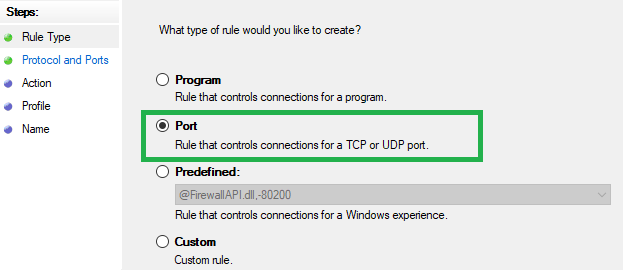 Steps:
Rule Type
Protocol and Ports
Action
Profile
Name
What type of rule would you like to create?
Program
Rule that controls connections for a program.
Port
Rule that controls connections for a TCP or UDP port.
Predefined:
@FirewallAPI.dll,-80200
Rule that controls connections for a Windows experience.
Custom
Custom rule.